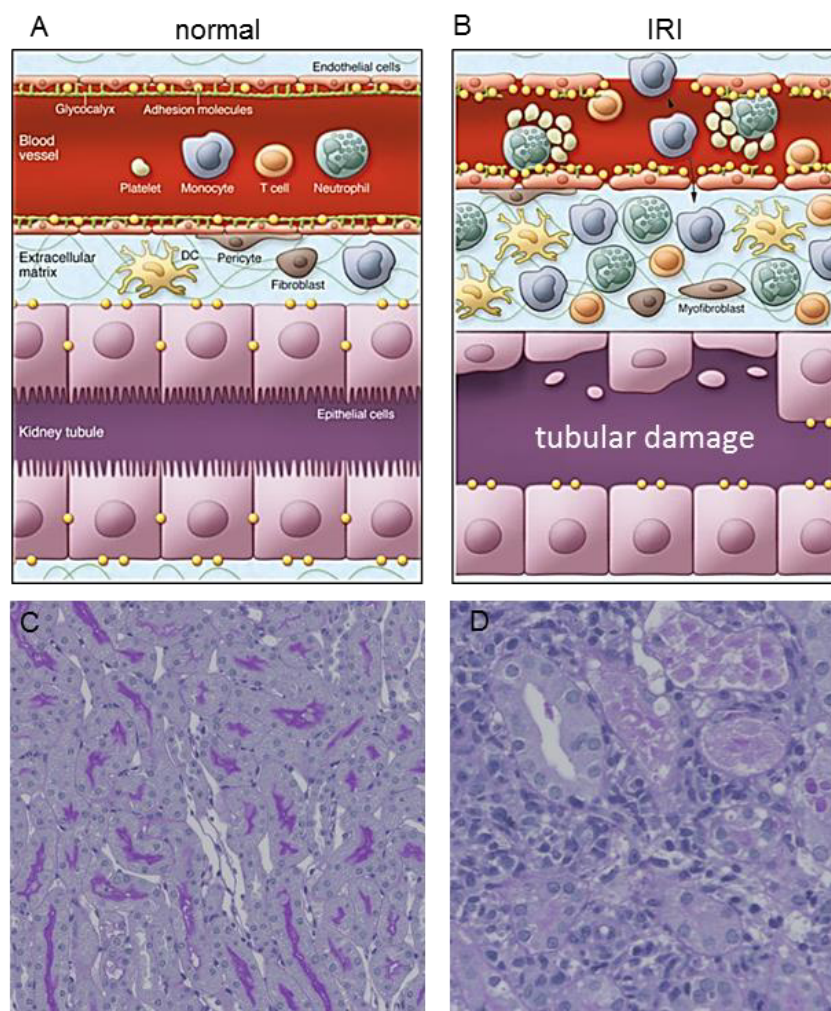 A
normal
Endothelial cells
Glycocalyx
Adhesion molecules
Blood
vessel
Platelet
Monocyte
T cell
Neutrophil
Extracellular
matrix
DC
Pericyte
Fibroblast
Epithelial cells
Kidney tubule
B
IRI
Myofibroblast
tubular damage
C
D